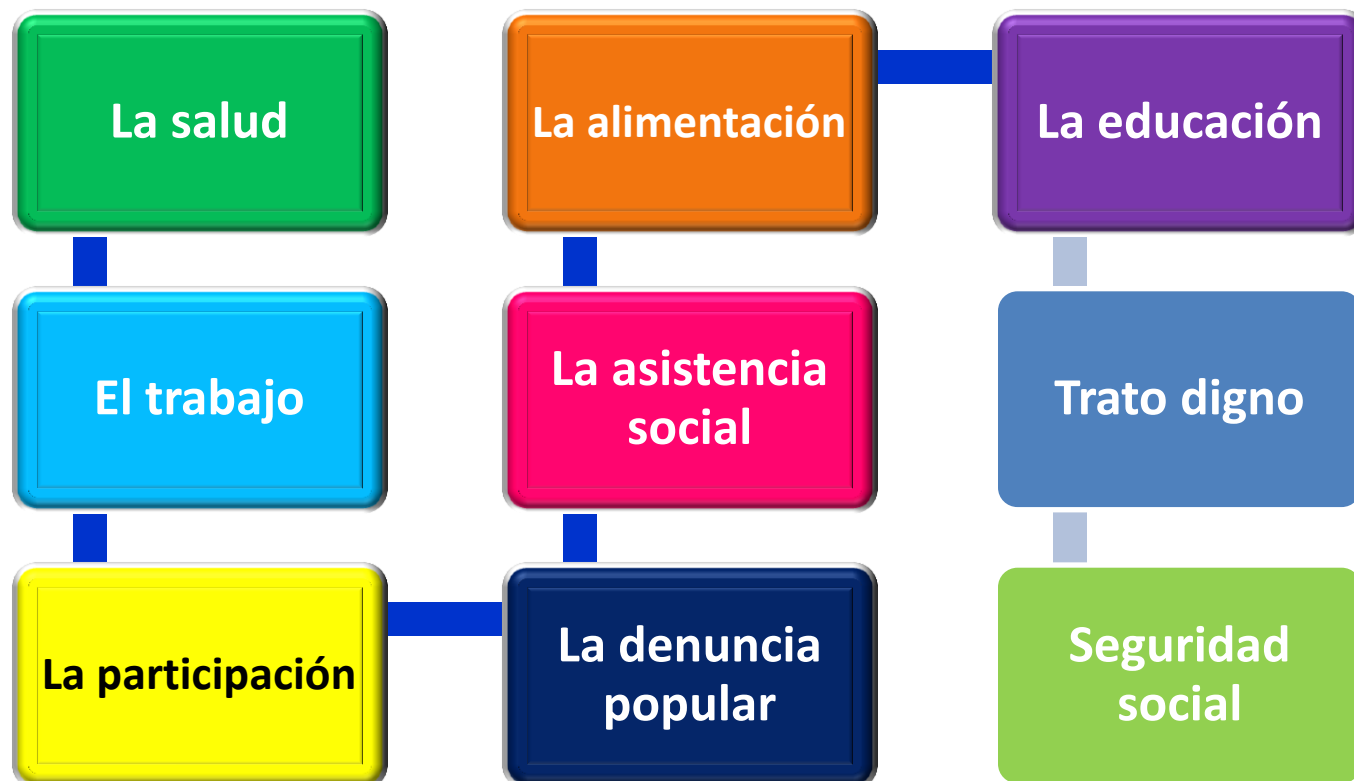 La salud
El trabajo
La participación
La denuncia
popular
La asistencia
social
La alimentación
La educación
Trato digno
Seguridad
social